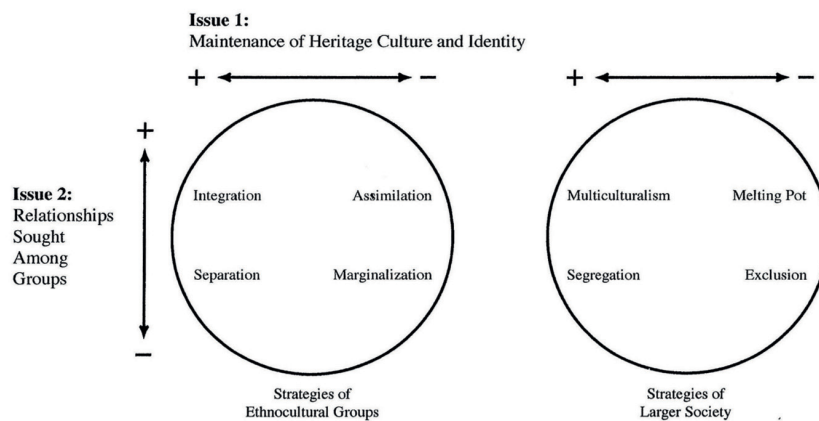 Issue 1:
Maintenance of Heritage Culture and Identity
+ −
+ −
+
Issue 2:
Relationships
Sought
Among
Groups
−
Integration Assimilation
Separation Marginalization
Multiculturalism Melting Pot
Segregation Exclusion
Strategies of
Ethnocultural Groups
Strategies of
Larger Society